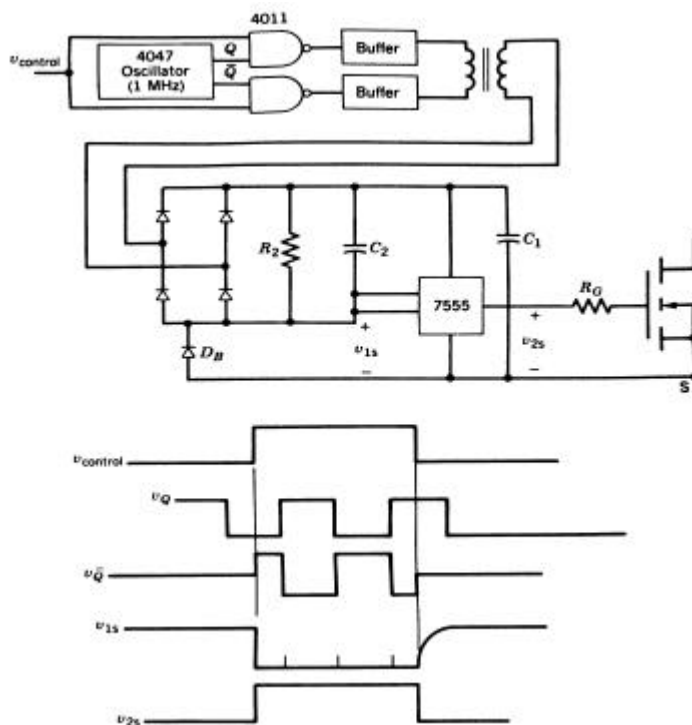 4011
v_control
4047
Oscillator
(1 MHz)
Q
Q̄
Buffer
Buffer
R₂
C₂
C₁
7555
R_G
D_B
+
v₁s
−
+
v₂s
−
S
v_control
v_Q
v_Q̄
v₁s
v₂s